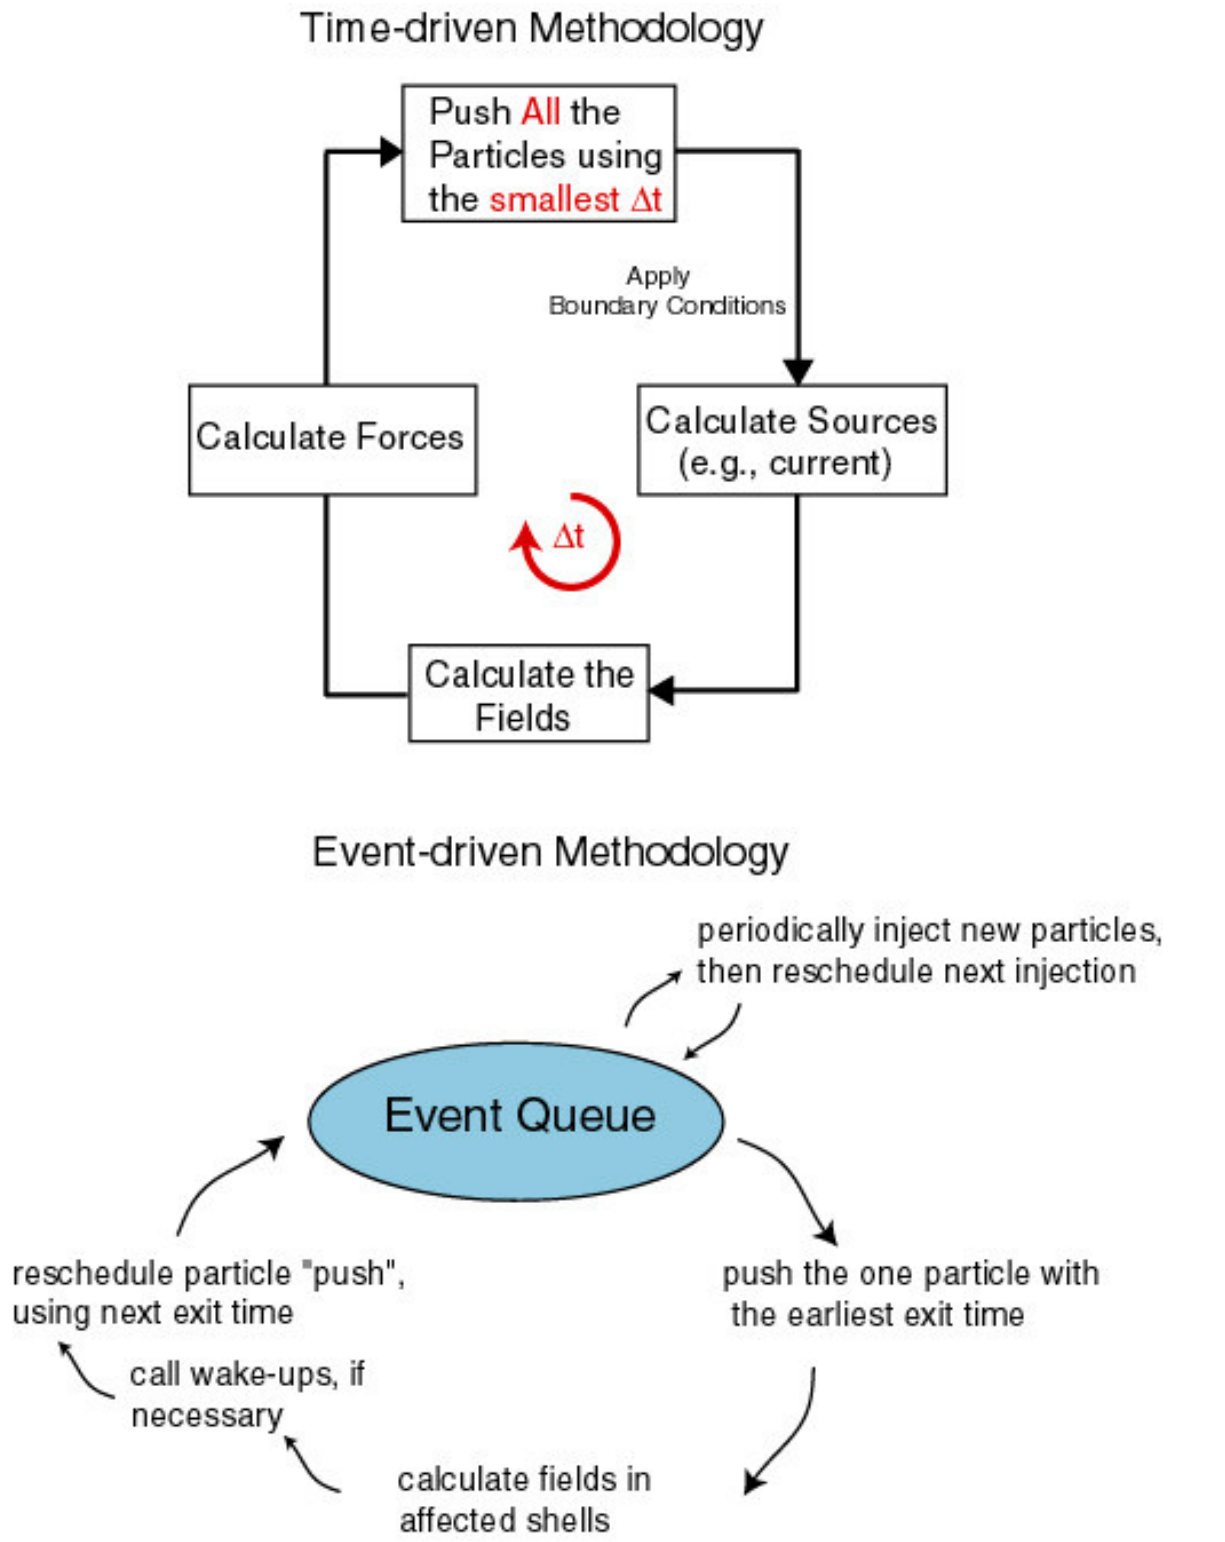 Time-driven Methodology
Push All the
Particles using
the smallest Δt
Apply
Boundary Conditions
Calculate Forces
Calculate Sources
(e.g., current)
Δt
Calculate the
Fields
Event-driven Methodology
periodically inject new particles,
then reschedule next injection
Event Queue
reschedule particle "push",
using next exit time
push the one particle with
the earliest exit time
call wake-ups, if
necessary
calculate fields in
affected shells